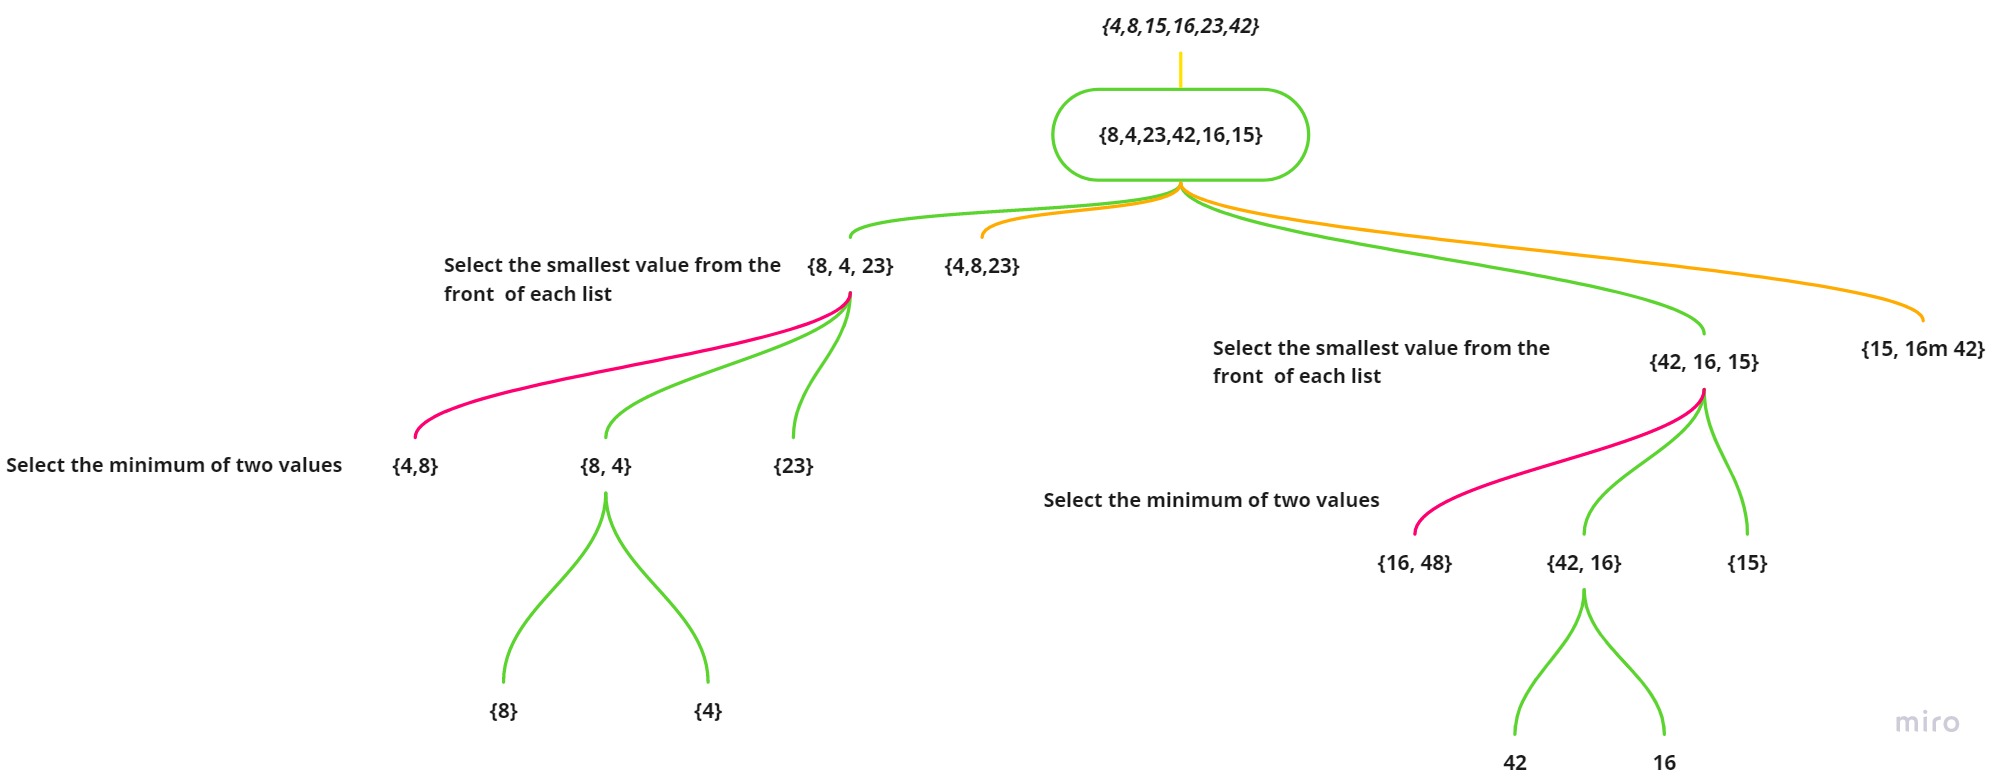 {4,8,15,16,23,42}
{8,4,23,42,16,15}
Select the smallest value from the
front  of each list
{8, 4, 23}
{4,8,23}
Select the smallest value from the
front  of each list
{42, 16, 15}
{15, 16m 42}
Select the minimum of two values
{4,8}
{8, 4}
{23}
Select the minimum of two values
{16, 48}
{42, 16}
{15}
{8}
{4}
42
16
miro